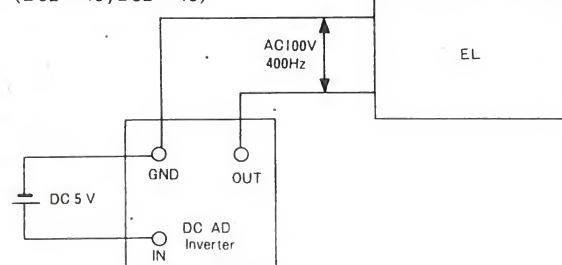 AC100V
400Hz
EL
GND
OUT
DC 5 V
DC AD
Inverter
IN